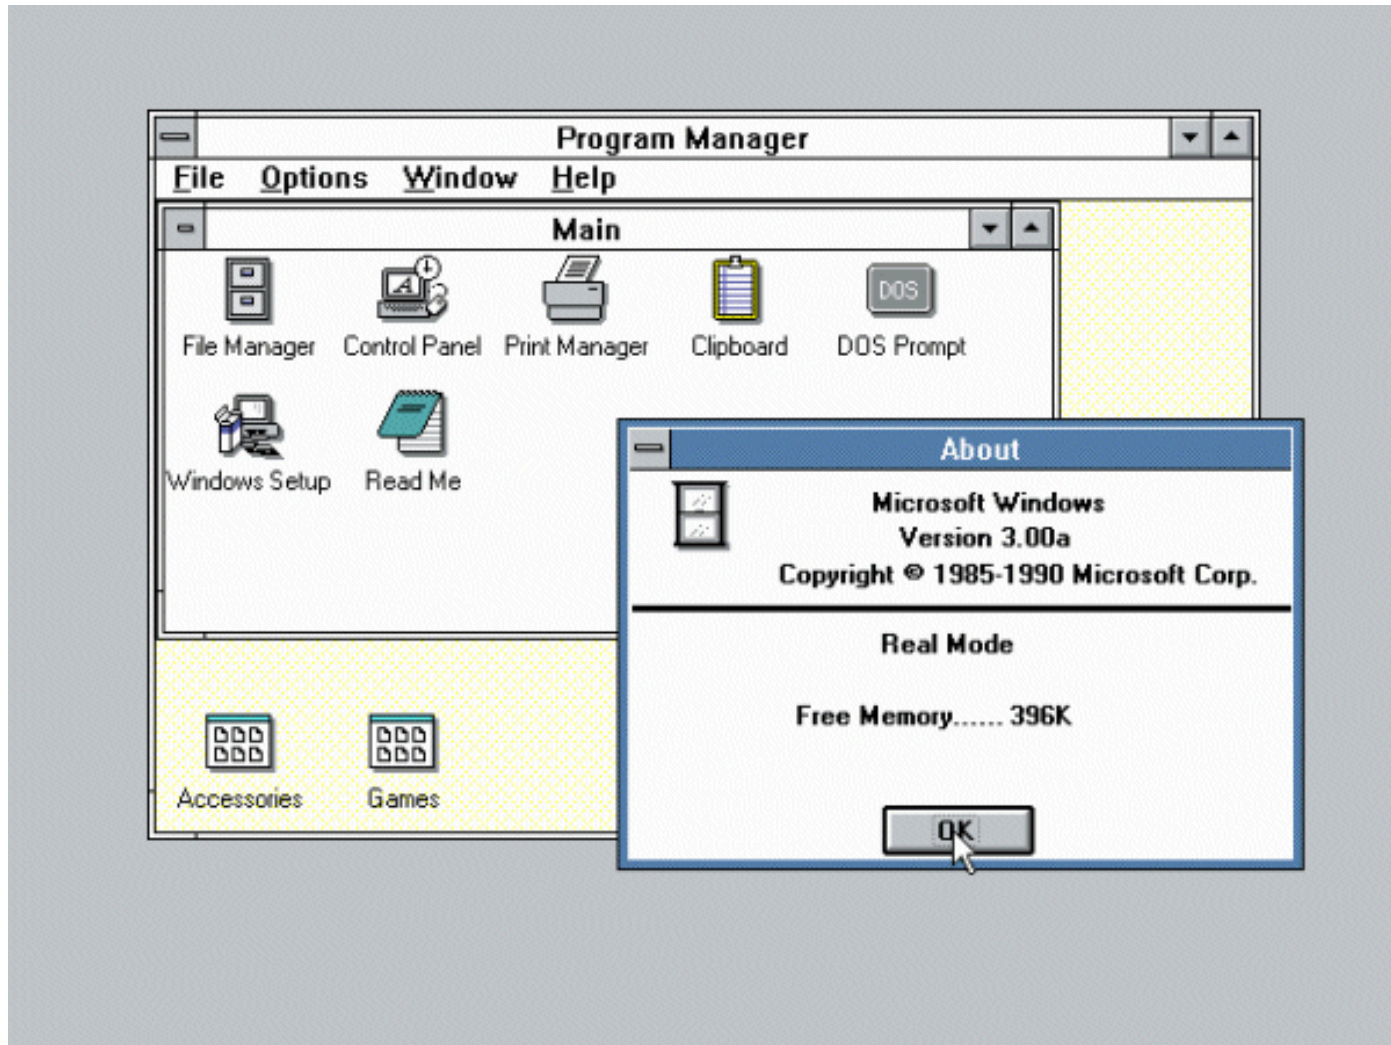 Program Manager
File Options Window Help
Main
File Manager Control Panel Print Manager Clipboard DOS DOS Prompt
Windows Setup Read Me
About
Microsoft Windows
Version 3.00a
Copyright © 1985-1990 Microsoft Corp.
Real Mode
Free Memory...... 396K
OK
Accessories Games